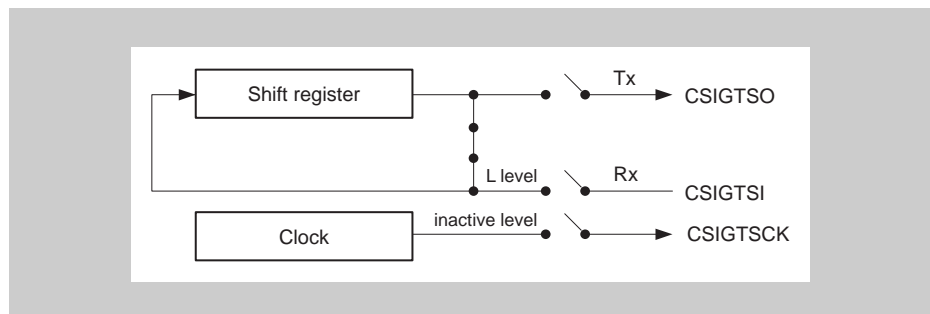 Shift register
Tx
CSIGTSO
L level
Rx
CSIGTSI
Clock
inactive level
CSIGTSCK